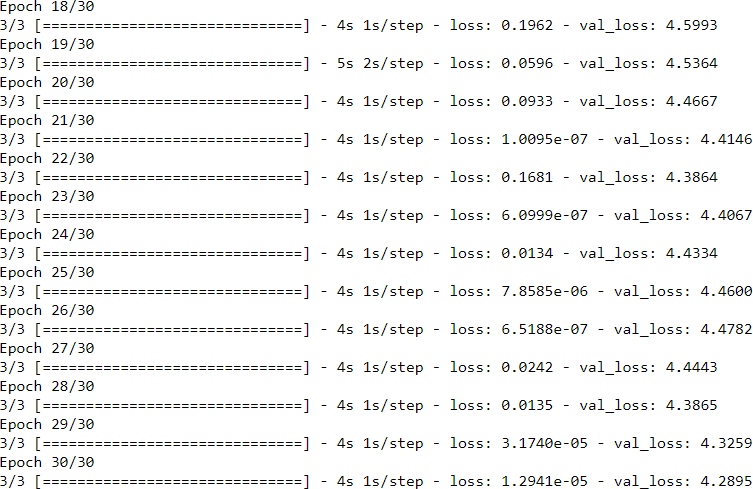 Epoch 18/30
3/3 [==============================] - 4s 1s/step - loss: 0.1962 - val_loss: 4.5993
Epoch 19/30
3/3 [==============================] - 5s 2s/step - loss: 0.0596 - val_loss: 4.5364
Epoch 20/30
3/3 [==============================] - 4s 1s/step - loss: 0.0933 - val_loss: 4.4667
Epoch 21/30
3/3 [==============================] - 4s 1s/step - loss: 1.0095e-07 - val_loss: 4.4146
Epoch 22/30
3/3 [==============================] - 4s 1s/step - loss: 0.1681 - val_loss: 4.3864
Epoch 23/30
3/3 [==============================] - 4s 1s/step - loss: 6.0999e-07 - val_loss: 4.4067
Epoch 24/30
3/3 [==============================] - 4s 1s/step - loss: 0.0134 - val_loss: 4.4334
Epoch 25/30
3/3 [==============================] - 4s 1s/step - loss: 7.8585e-06 - val_loss: 4.4600
Epoch 26/30
3/3 [==============================] - 4s 1s/step - loss: 6.5188e-07 - val_loss: 4.4782
Epoch 27/30
3/3 [==============================] - 4s 1s/step - loss: 0.0242 - val_loss: 4.4443
Epoch 28/30
3/3 [==============================] - 4s 1s/step - loss: 0.0135 - val_loss: 4.3865
Epoch 29/30
3/3 [==============================] - 4s 1s/step - loss: 3.1740e-05 - val_loss: 4.3259
Epoch 30/30
3/3 [==============================] - 4s 1s/step - loss: 1.2941e-05 - val_loss: 4.2895